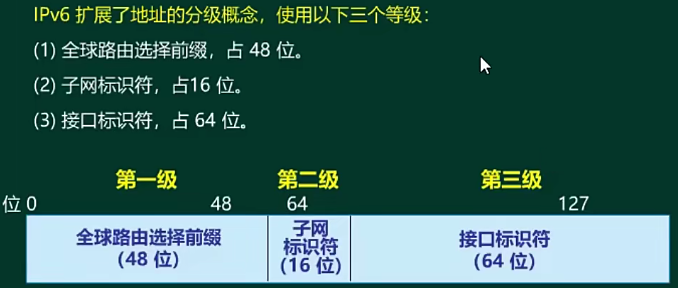 IPv6 扩展了地址的分级概念，使用以下三个等级：
(1) 全球路由选择前缀，占 48 位。
(2) 子网标识符，占16 位。
(3) 接口标识符，占 64 位。
第一级 第二级 第三级
位 0 48 64 127
全球路由选择前缀
（48 位）
子网
标识符
（16 位）
接口标识符
（64 位）